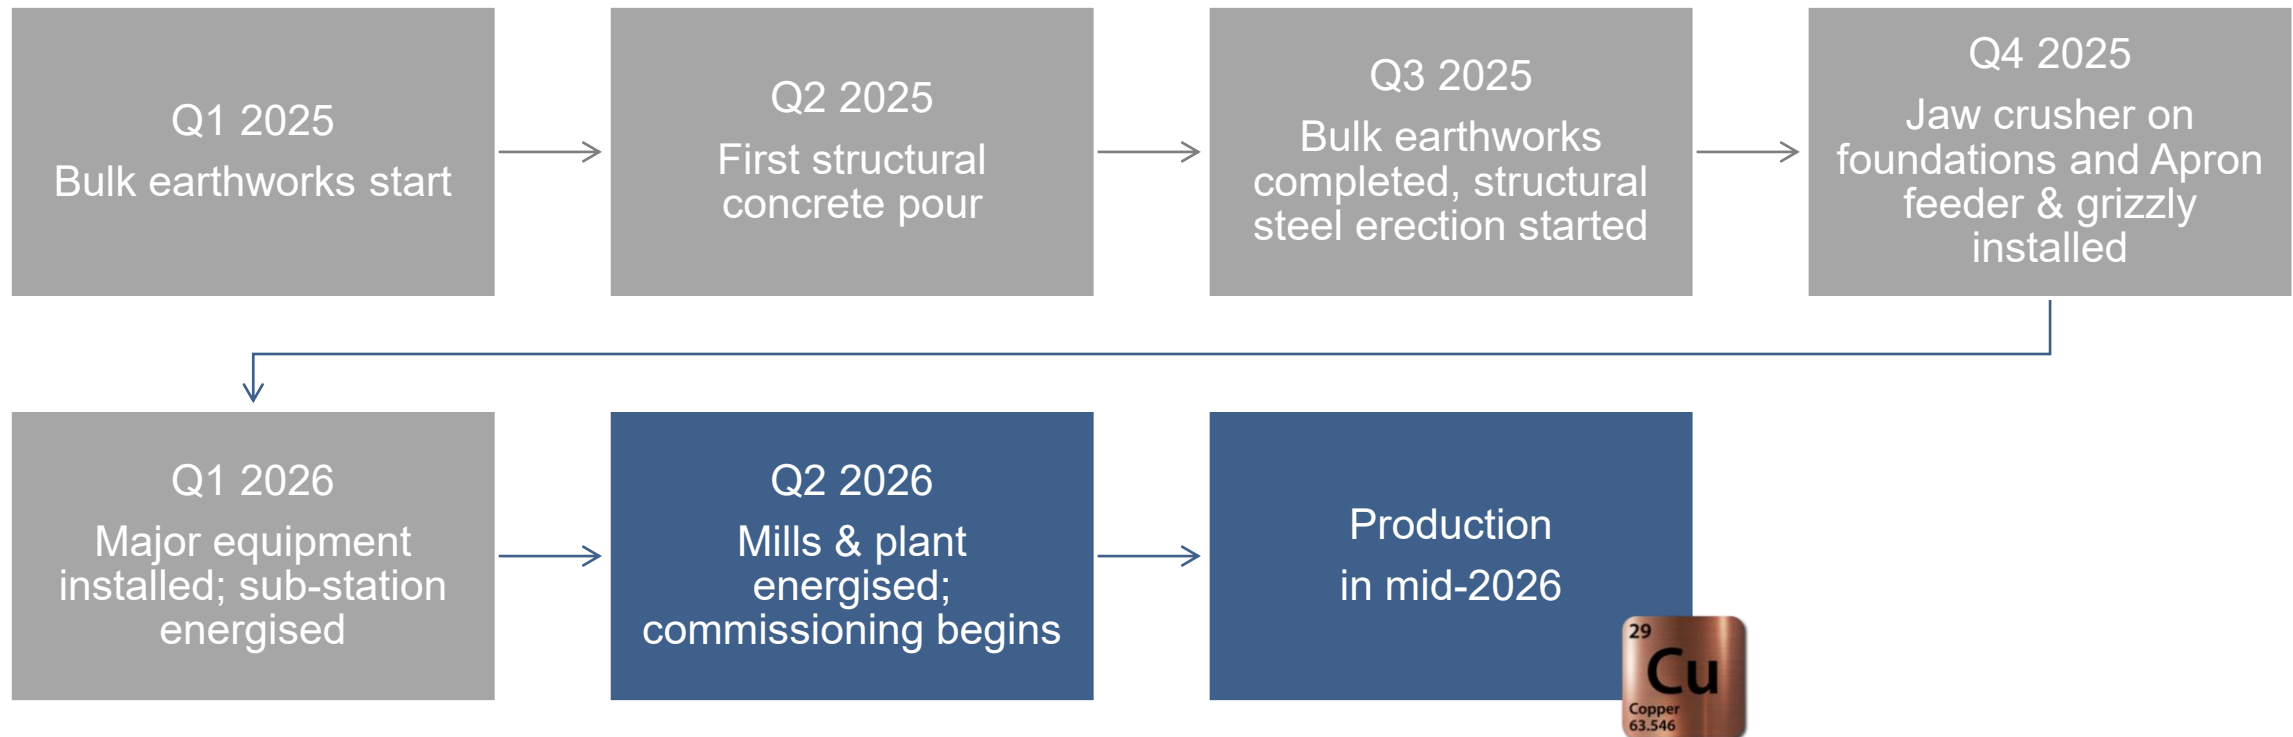 Q1 2025
Bulk earthworks start
Q2 2025
First structural
concrete pour
Q3 2025
Bulk earthworks
completed, structural
steel erection started
Q4 2025
Jaw crusher on
foundations and Apron
feeder & grizzly
installed
Q1 2026
Major equipment
installed; sub-station
energised
Q2 2026
Mills & plant
energised;
commissioning begins
Production
in mid-2026
29
Cu
Copper
63.546